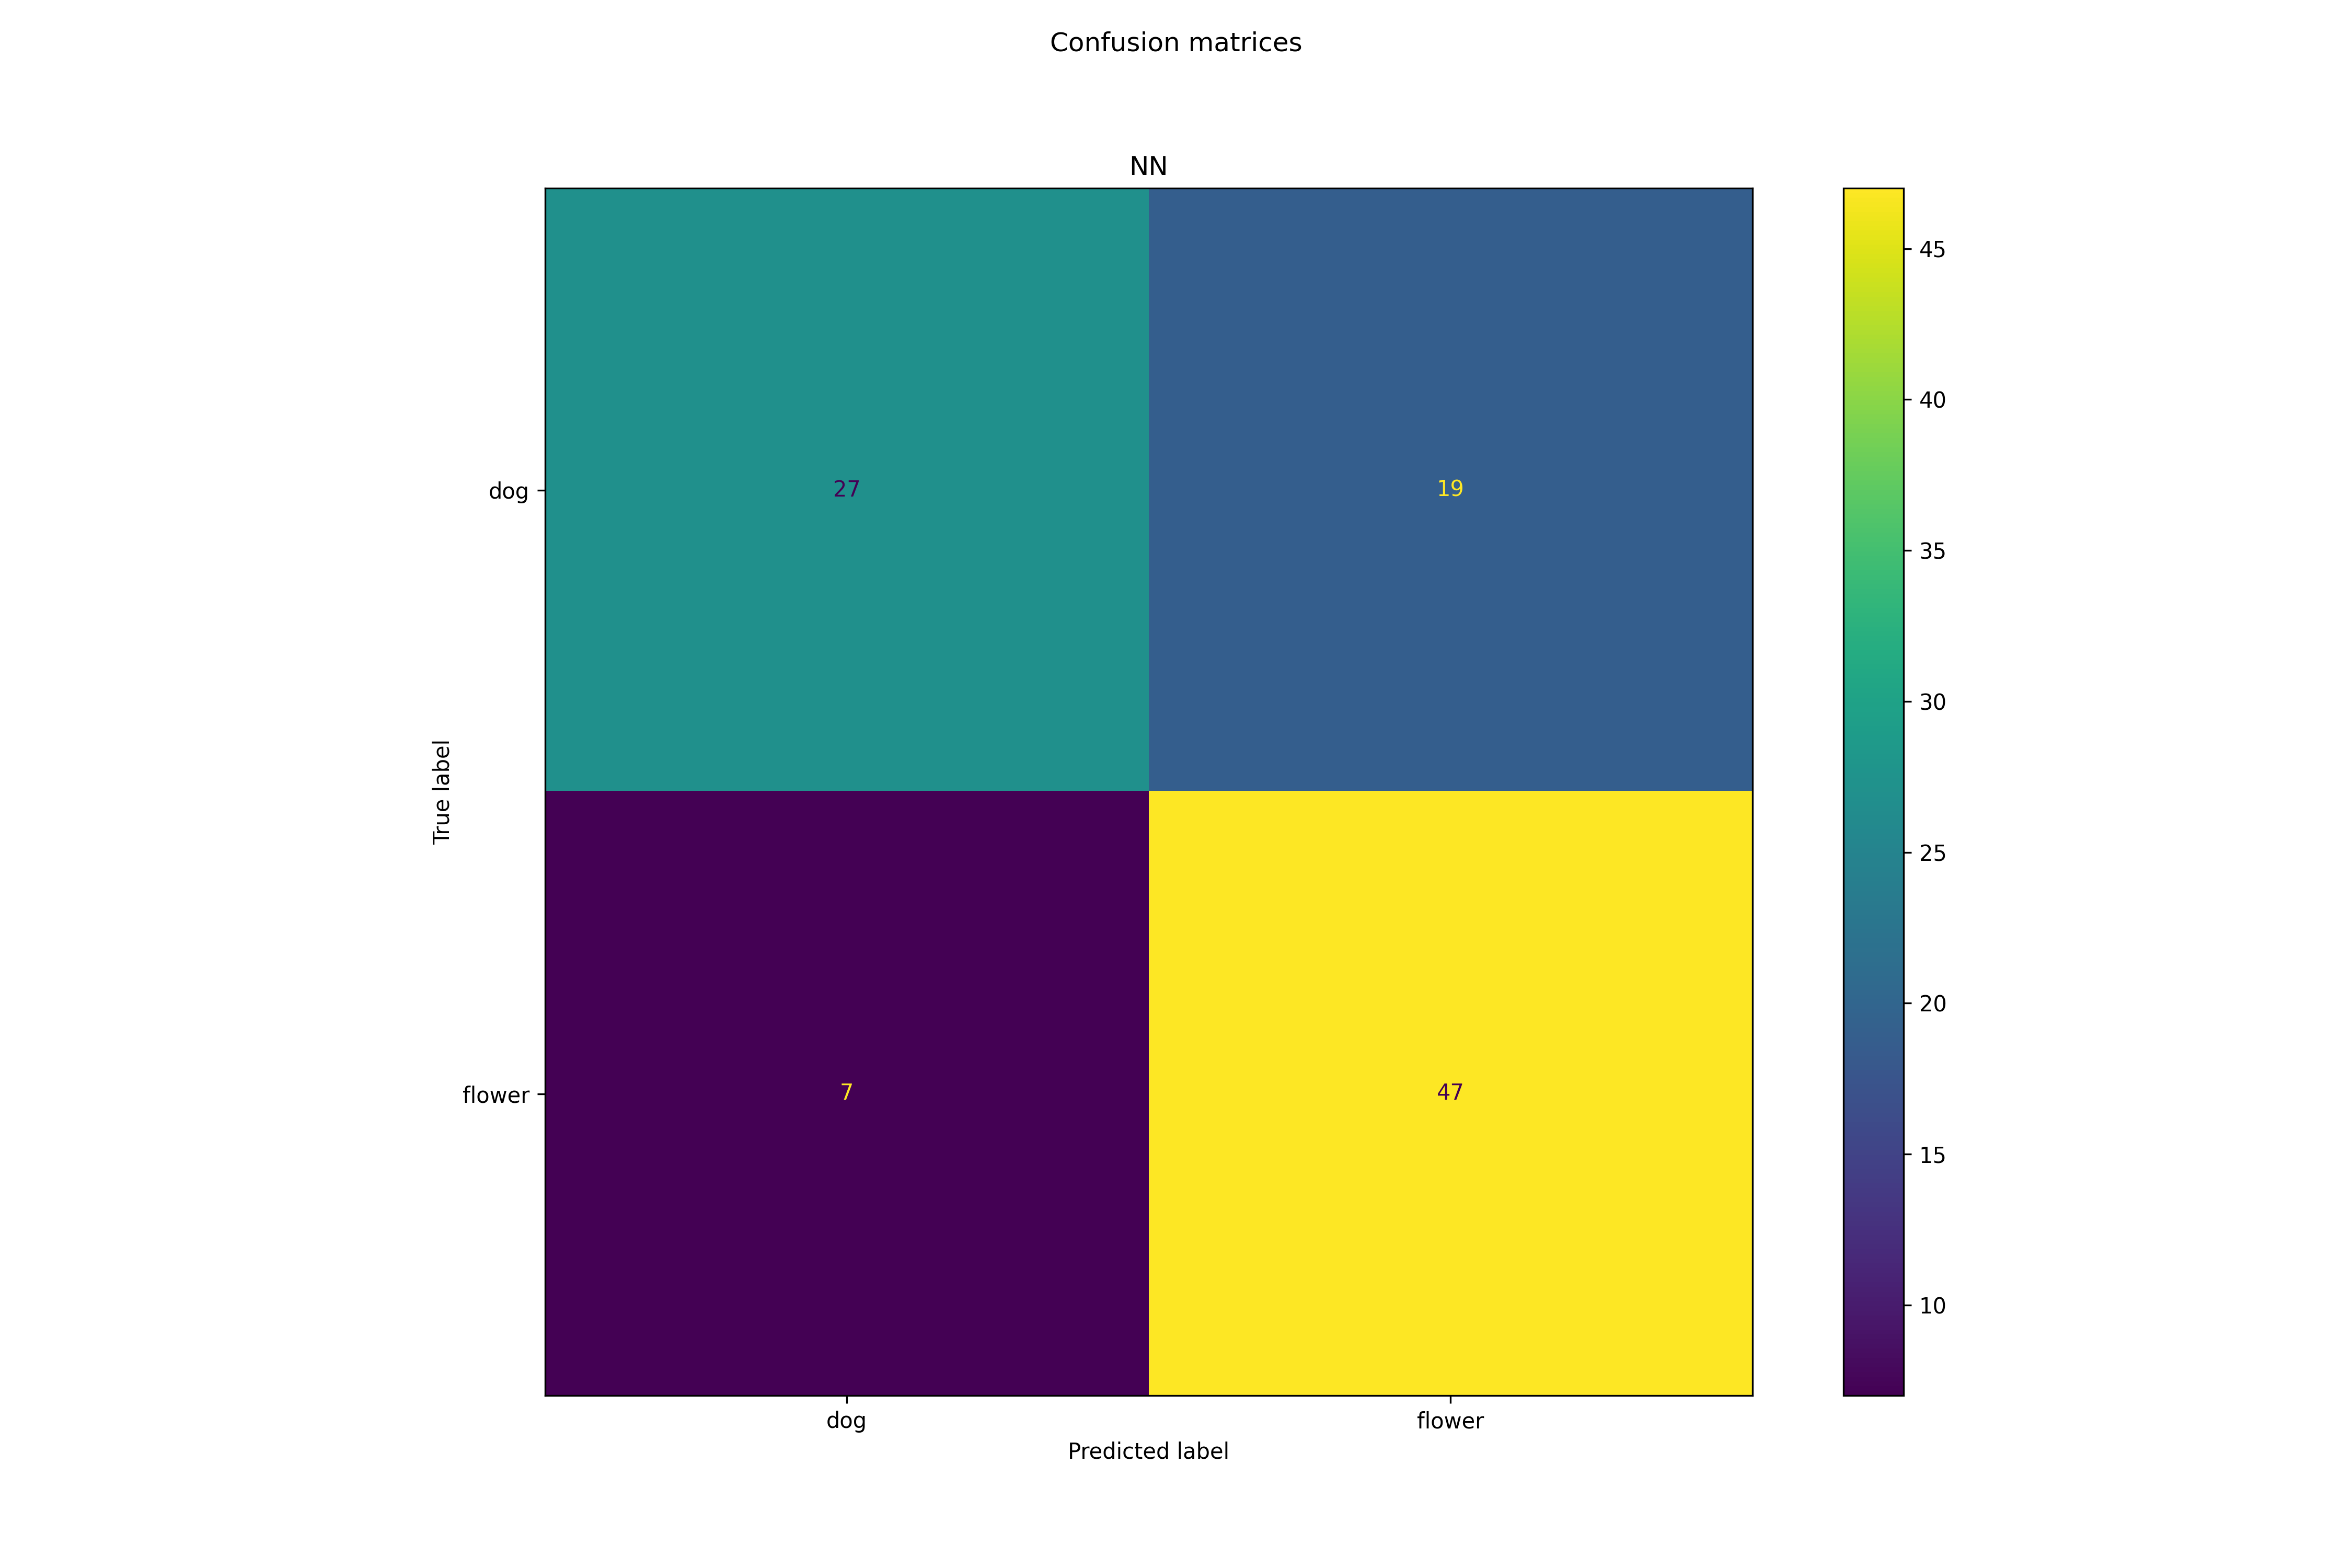 Confusion matrices
NN
45
40
35
30
25
20
15
10
dog
27
19
True label
flower
7
47
dog
flower
Predicted label